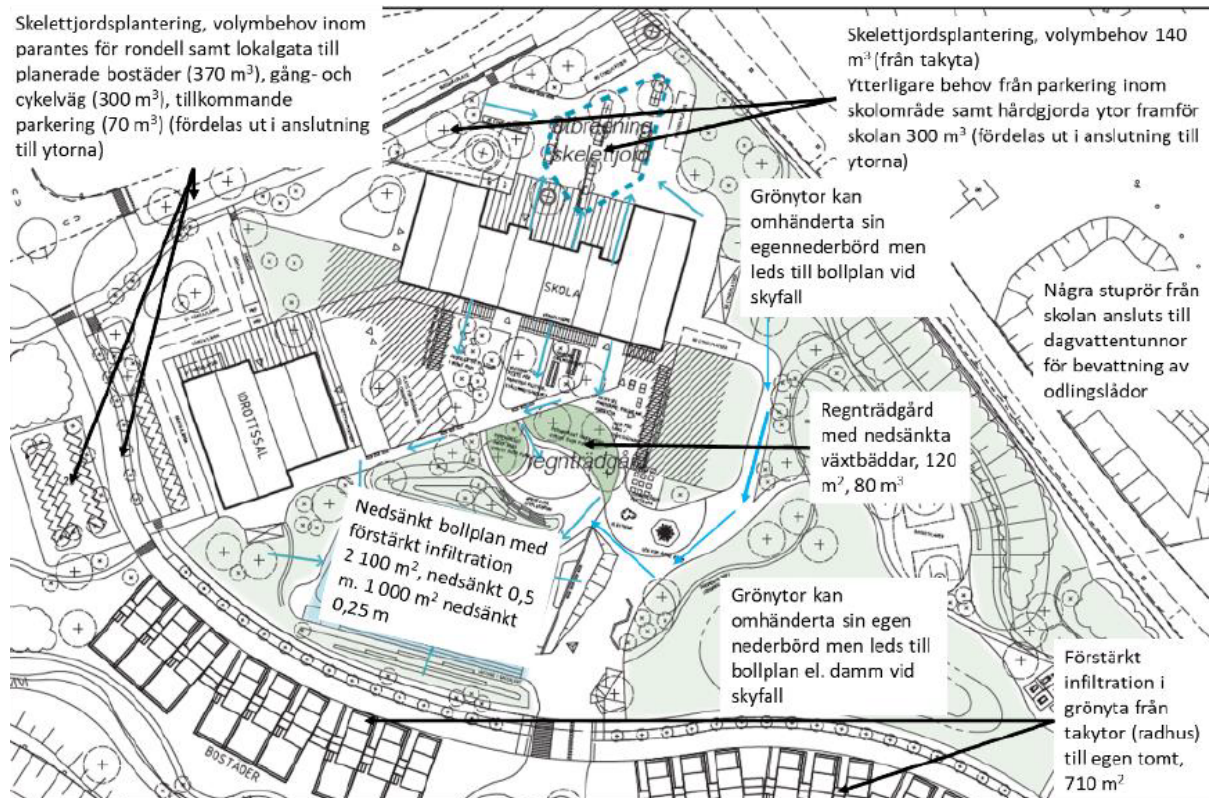 Skelettjordsplantering, volymbehov inom
parantes för rondell samt lokalgata till
planerade bostäder (370 m³), gång- och
cykelväg (300 m³), tillkommande
parkering (70 m³) (fördelas ut i anslutning
till ytorna)
Skelettjordsplantering, volymbehov 140
m³ (från takyta)
Ytterligare behov från parkering inom
skolområde samt hårdgjorda ytor framför
skolan 300 m³ (fördelas ut i anslutning till
ytorna)
utbredning
skelettjord
Grönytor kan
omhänderta sin
egennederbörd men
leds till bollplan vid
skyfall
Några stuprör från
skolan ansluts till
dagvattentunnor
för bevattning av
odlingslådor
SKOLA
IDROTTSSAL
Regnträdgård
med nedsänkta
växtbäddar, 120
m², 80 m³
regnträdgård
Nedsänkt bollplan med
förstärkt infiltration
2 100 m², nedsänkt 0,5
m. 1 000 m² nedsänkt
0,25 m
Grönytor kan
omhänderta sin egen
nederbörd men leds till
bollplan el. damm vid
skyfall
Förstärkt
infiltration i
grönyta från
takytor (radhus)
till egen tomt,
710 m²
BOSTÄDER